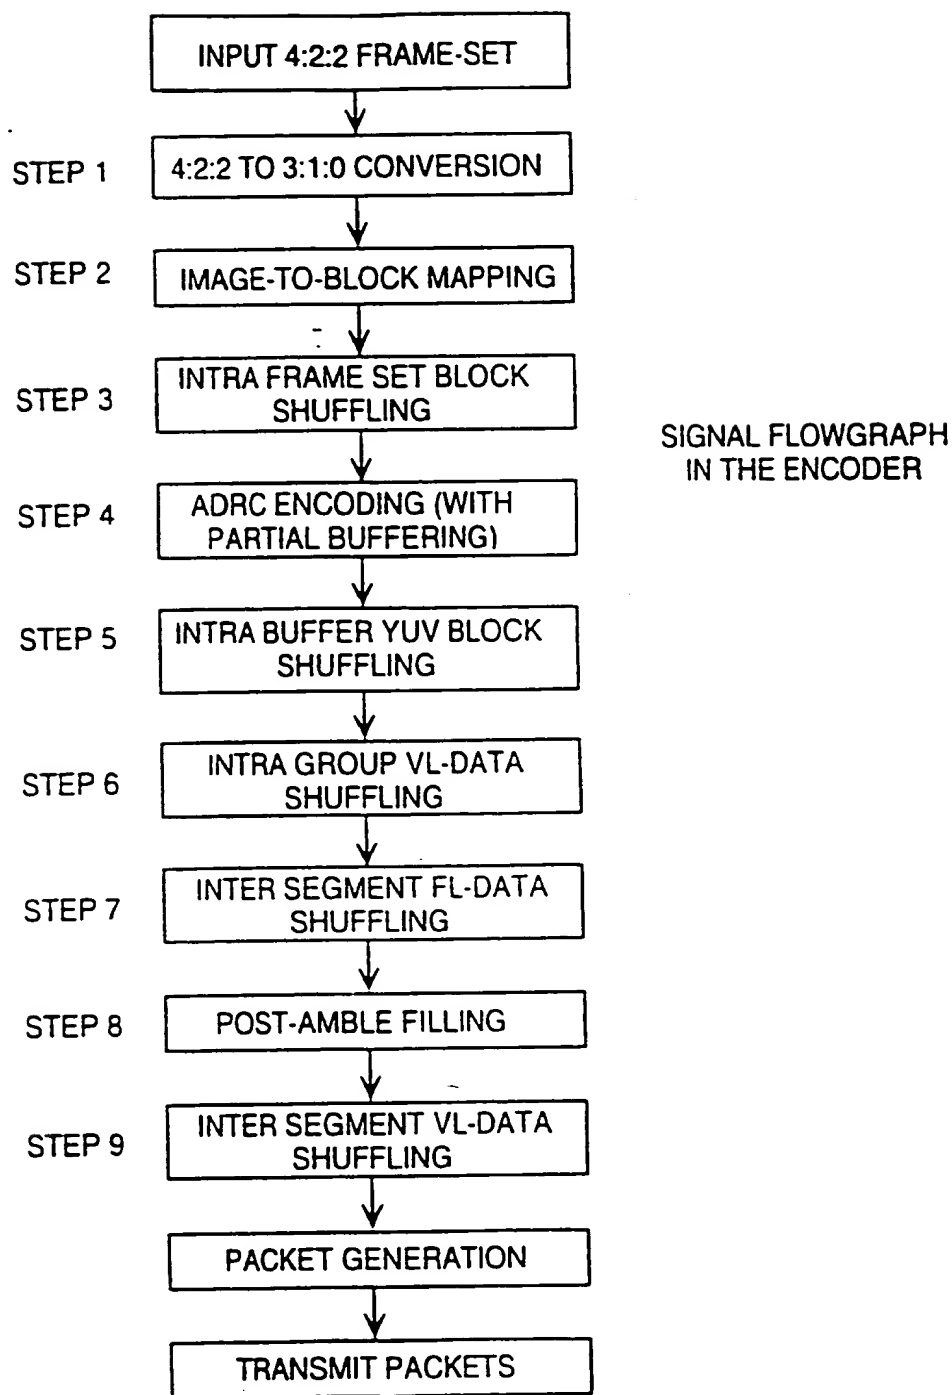 INPUT 4:2:2 FRAME-SET
STEP 1
4:2:2 TO 3:1:0 CONVERSION
STEP 2
IMAGE-TO-BLOCK MAPPING
STEP 3
INTRA FRAME SET BLOCK
SHUFFLING
SIGNAL FLOWGRAPH
IN THE ENCODER
STEP 4
ADRC ENCODING (WITH
PARTIAL BUFFERING)
STEP 5
INTRA BUFFER YUV BLOCK
SHUFFLING
STEP 6
INTRA GROUP VL-DATA
SHUFFLING
STEP 7
INTER SEGMENT FL-DATA
SHUFFLING
STEP 8
POST-AMBLE FILLING
STEP 9
INTER SEGMENT VL-DATA
SHUFFLING
PACKET GENERATION
TRANSMIT PACKETS